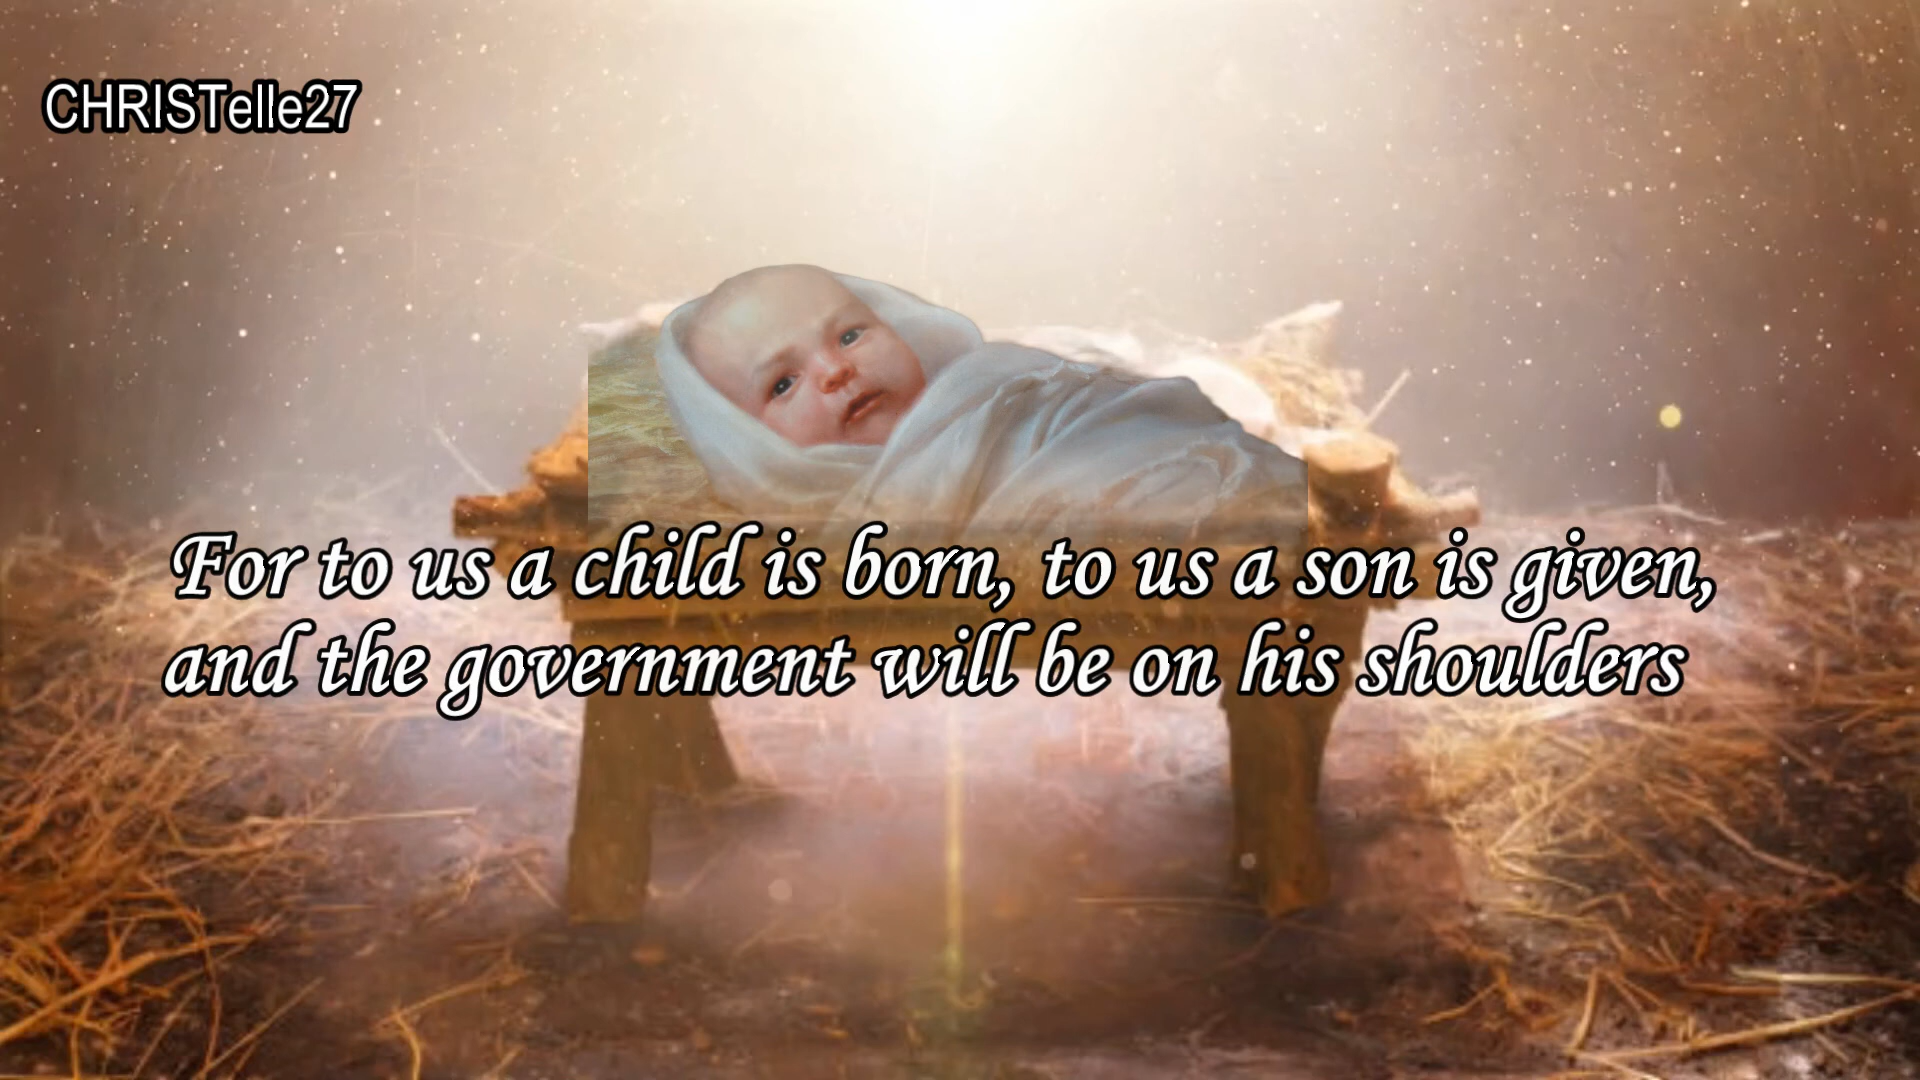 CHRISTelle27
For to us a child is born, to us a son is given,
and the government will be on his shoulders